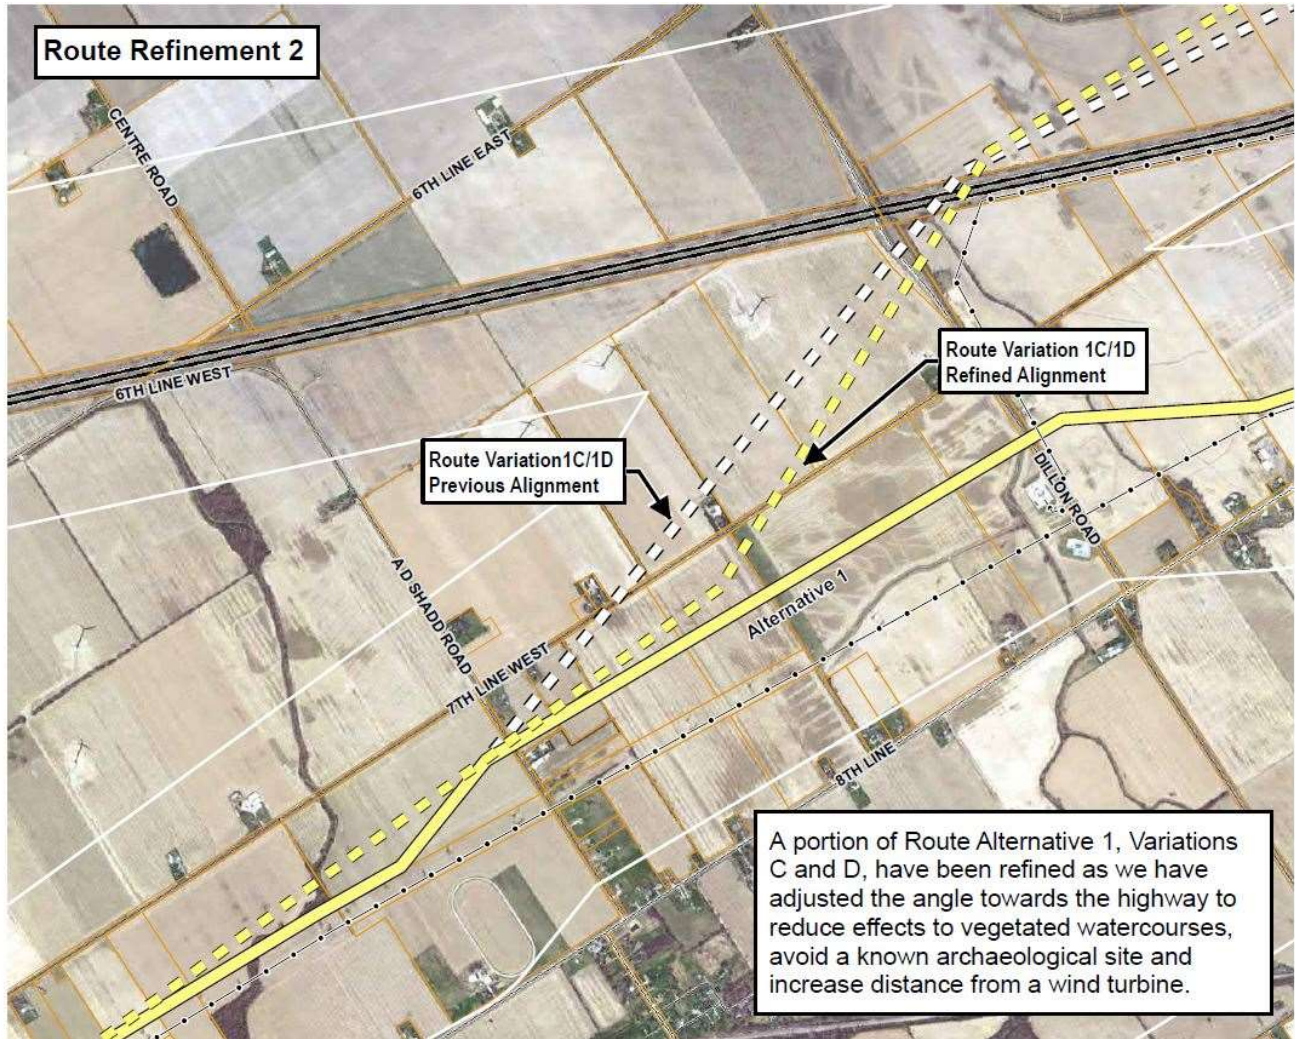 Route Refinement 2
CENTRE ROAD
6TH LINE EAST
6TH LINE WEST
Route Variation 1C/1D
Refined Alignment
Route Variation1C/1D
Previous Alignment
DILLON ROAD
A D SHADD ROAD
Alternative 1
7TH LINE WEST
8TH LINE
A portion of Route Alternative 1, Variations
C and D, have been refined as we have
adjusted the angle towards the highway to
reduce effects to vegetated watercourses,
avoid a known archaeological site and
increase distance from a wind turbine.